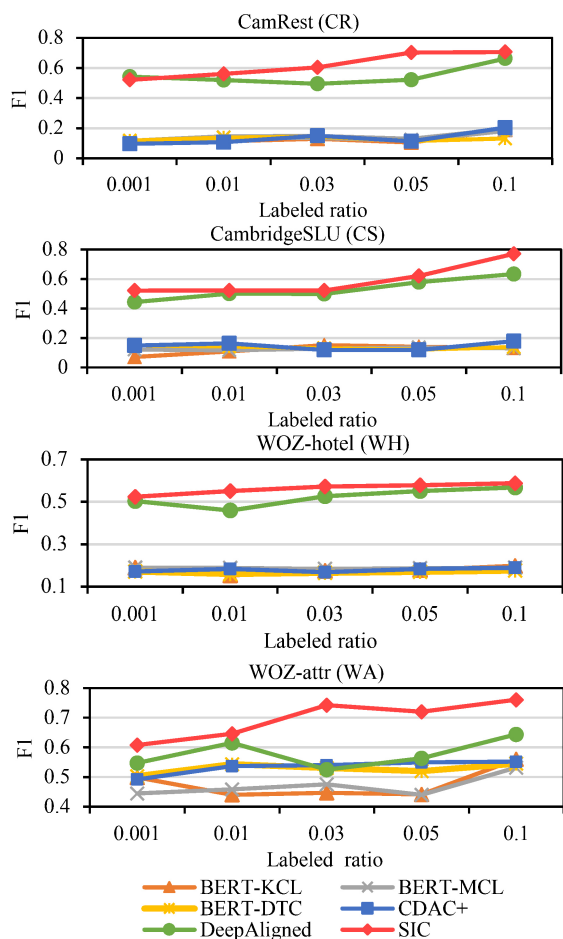 CamRest (CR)
0.8
0.6
0.4
0.2
0
F1
0.001 0.01 0.03 0.05 0.1
Labeled ratio
CambridgeSLU (CS)
0.8
0.6
0.4
0.2
0
F1
0.001 0.01 0.03 0.05 0.1
Labeled ratio
WOZ-hotel (WH)
0.7
0.5
0.3
0.1
F1
0.001 0.01 0.03 0.05 0.1
Labeled ratio
WOZ-attr (WA)
0.8
0.7
0.6
0.5
0.4
F1
0.001 0.01 0.03 0.05 0.1
Labeled ratio
BERT-KCL BERT-MCL
BERT-DTC CDAC+
DeepAligned SIC